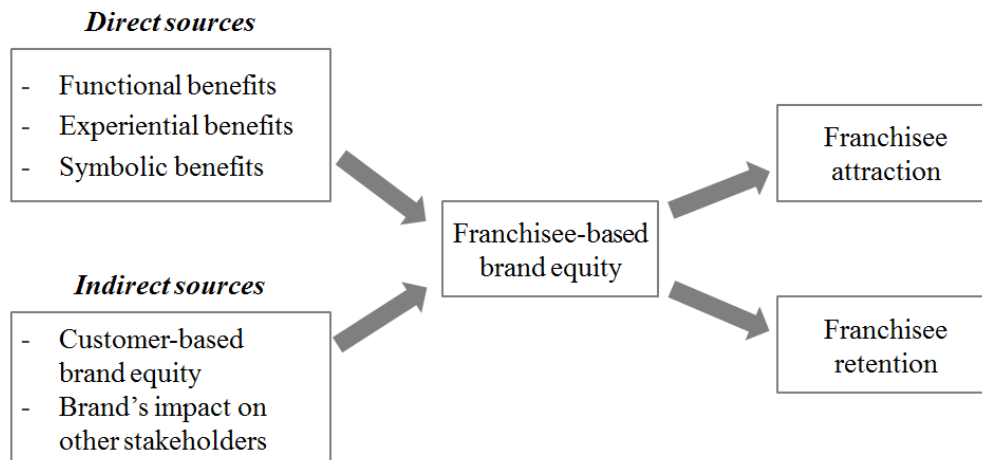 Direct sources
- Functional benefits
- Experiential benefits
- Symbolic benefits
Indirect sources
- Customer-based
brand equity
- Brand’s impact on
other stakeholders
Franchisee-based
brand equity
Franchisee
attraction
Franchisee
retention